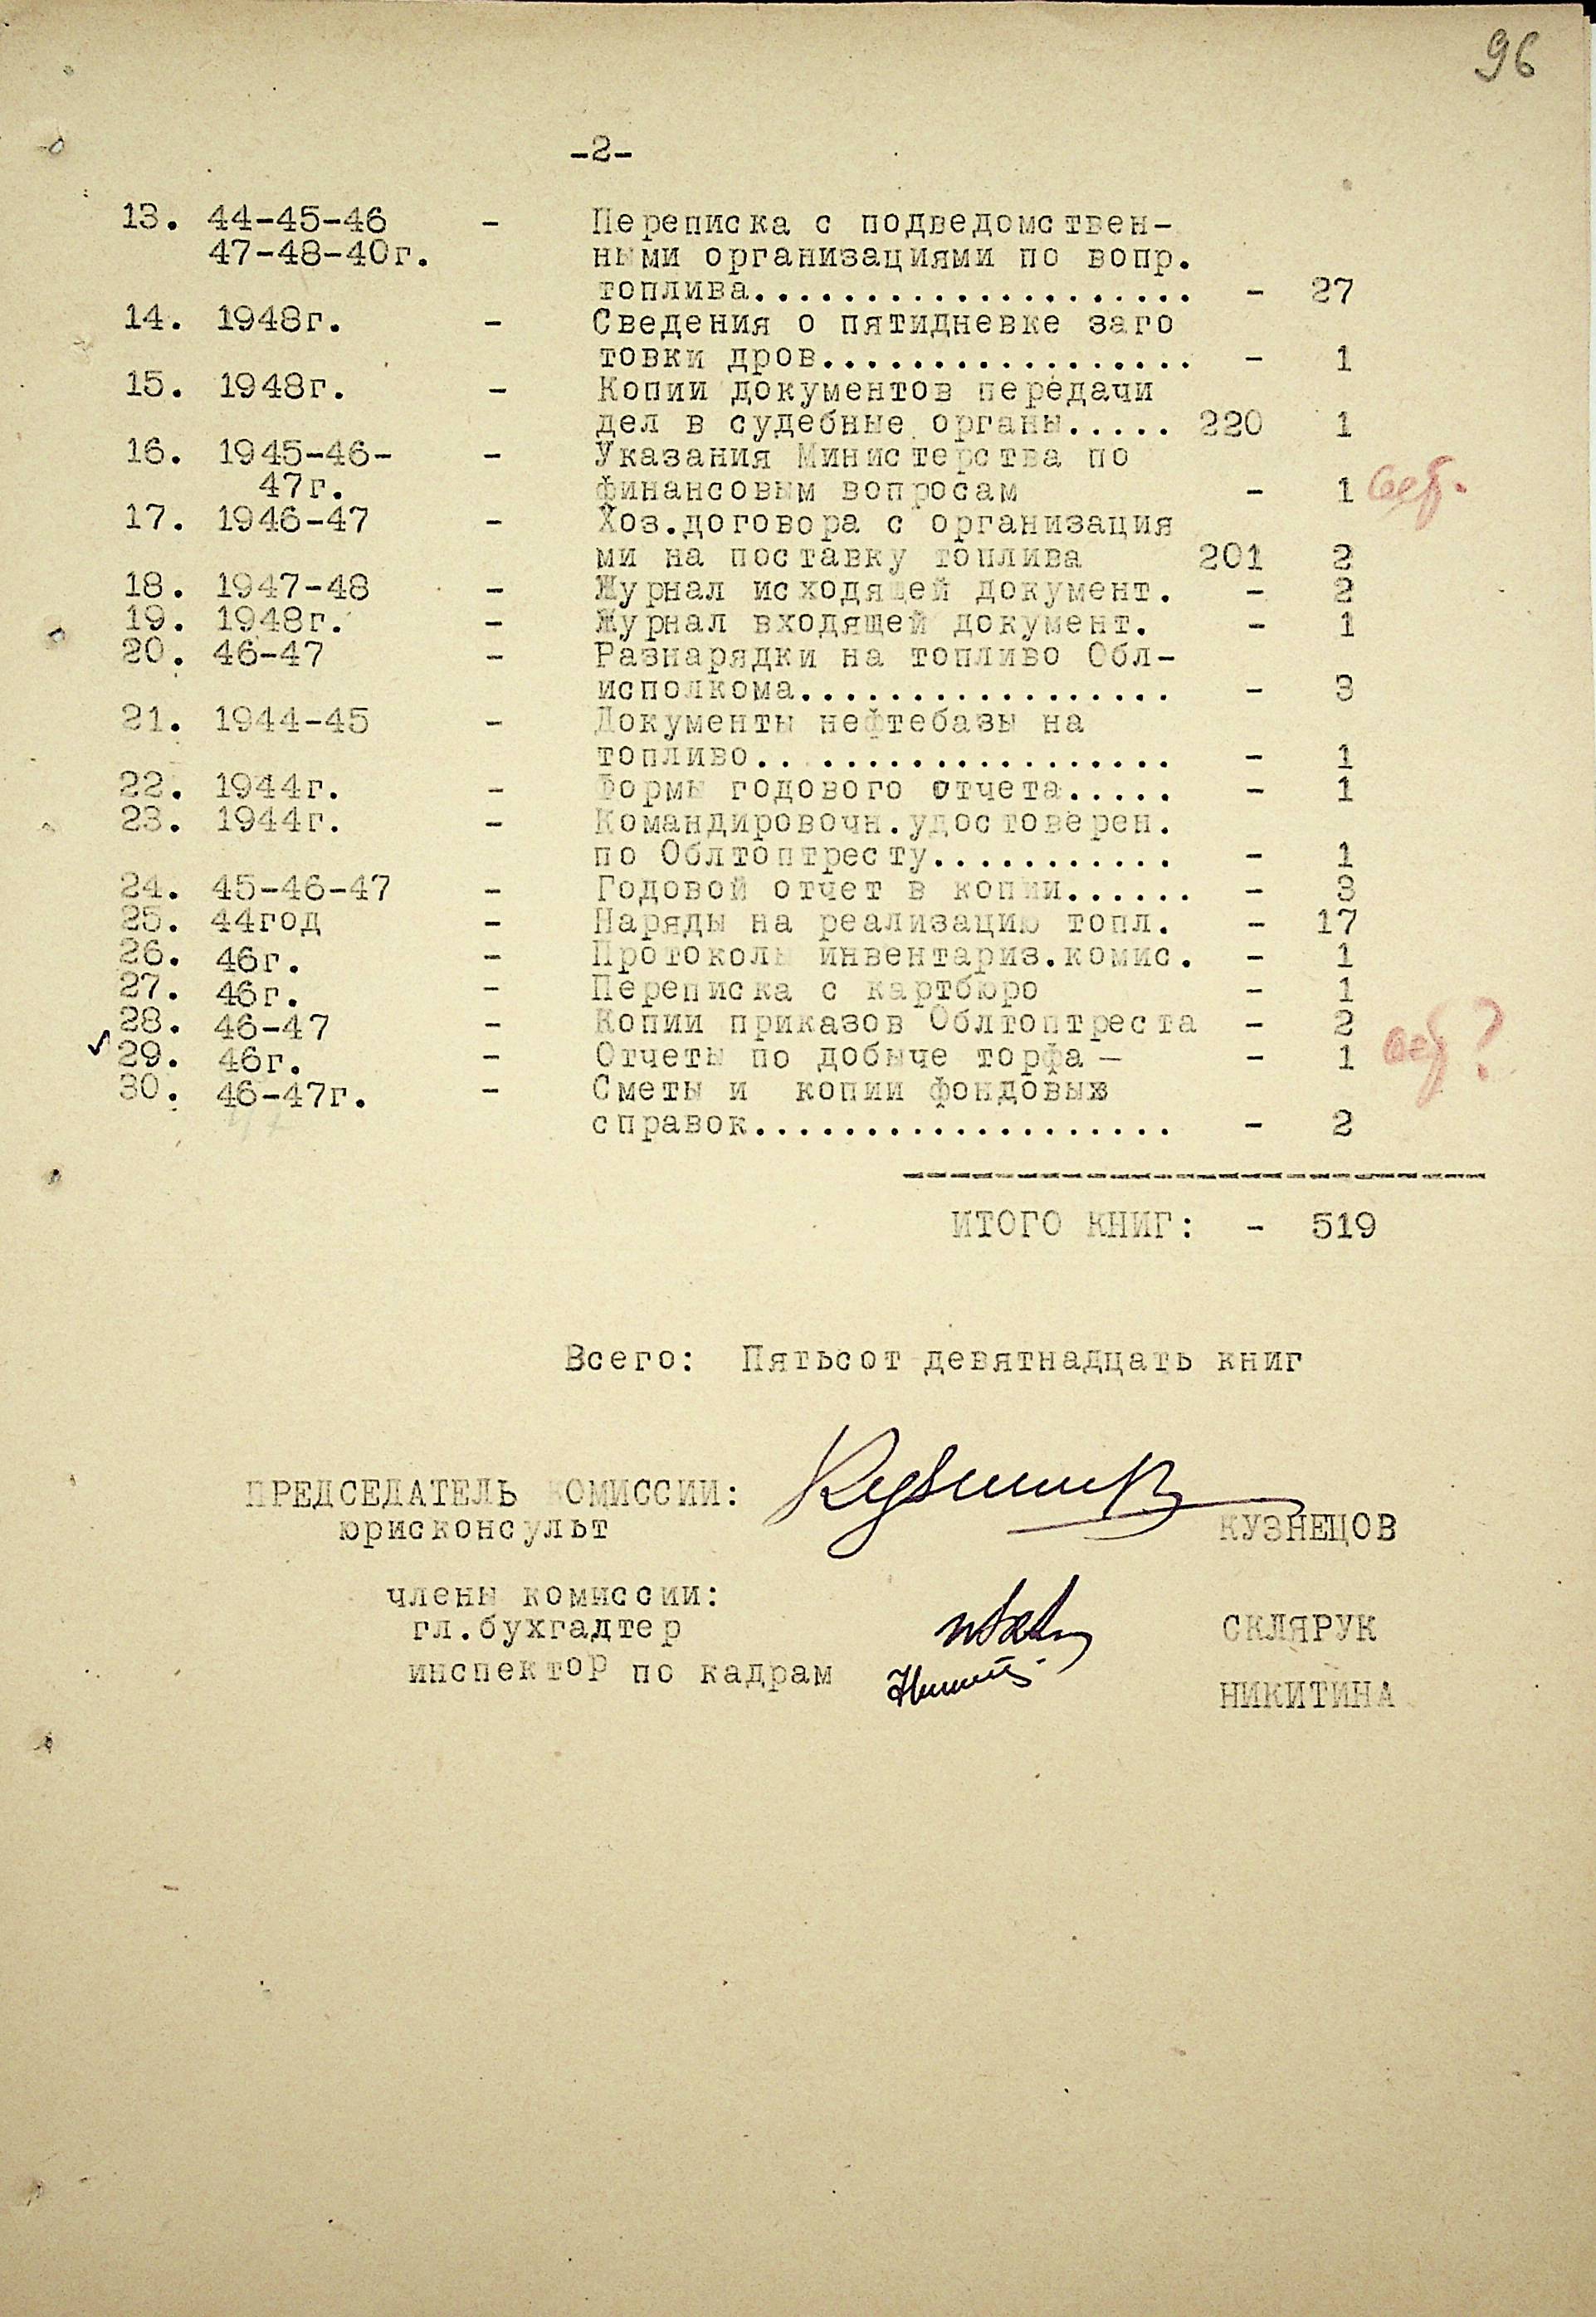 96
-2-
13. 44-45-46 - Переписка с подведомствен-
47-48-40г. ными организациями по вопр.
топлива.................... - 27
14. 1948г. - Сведения о пятидневке заго
товки дров................. - 1
15. 1948г. - Копии документов передачи
дел в судебные органы..... 220 1
16. 1945-46- - Указания Министерства по
47г. финансовым вопросам - 1
17. 1946-47 - Хоз.договора с организация
ми на поставку топлива 201 2
18. 1947-48 - Журнал исходящей документ. - 2
19. 1948г. - Журнал входящей документ. - 1
20. 46-47 - Разнарядки на топливо Обл-
исполкома................. - 3
21. 1944-45 - Документы нефтебазы на
топливо.. ................ - 1
22. 1944г. - Формы годового отчета..... - 1
23. 1944г. - Командировочн.удостоверен.
по Облтоптресту........... - 1
24. 45-46-47 - Годовой отчет в копии...... - 3
25. 44год - Наряды на реализацию топл. - 17
26. 46г. - Протоколы инвентариз.комис. - 1
27. 46г. - Переписка с картбюро - 1
28. 46-47 - Копии приказов Облтоптреста - 2
29. 46г. - Отчеты по добыче торфа — - 1 ?
30. 46-47г. - Сметы и копии фондовых
справок................... - 2
ИТОГО КНИГ: - 519
Всего: Пятьсот девятнадцать книг
ПРЕДСЕДАТЕЛЬ КОМИССИИ:
юрисконсульт КУЗНЕЦОВ
члены комиссии:
гл.бухгадтер СКЛЯРУК
инспектор по кадрам
НИКИТИНА